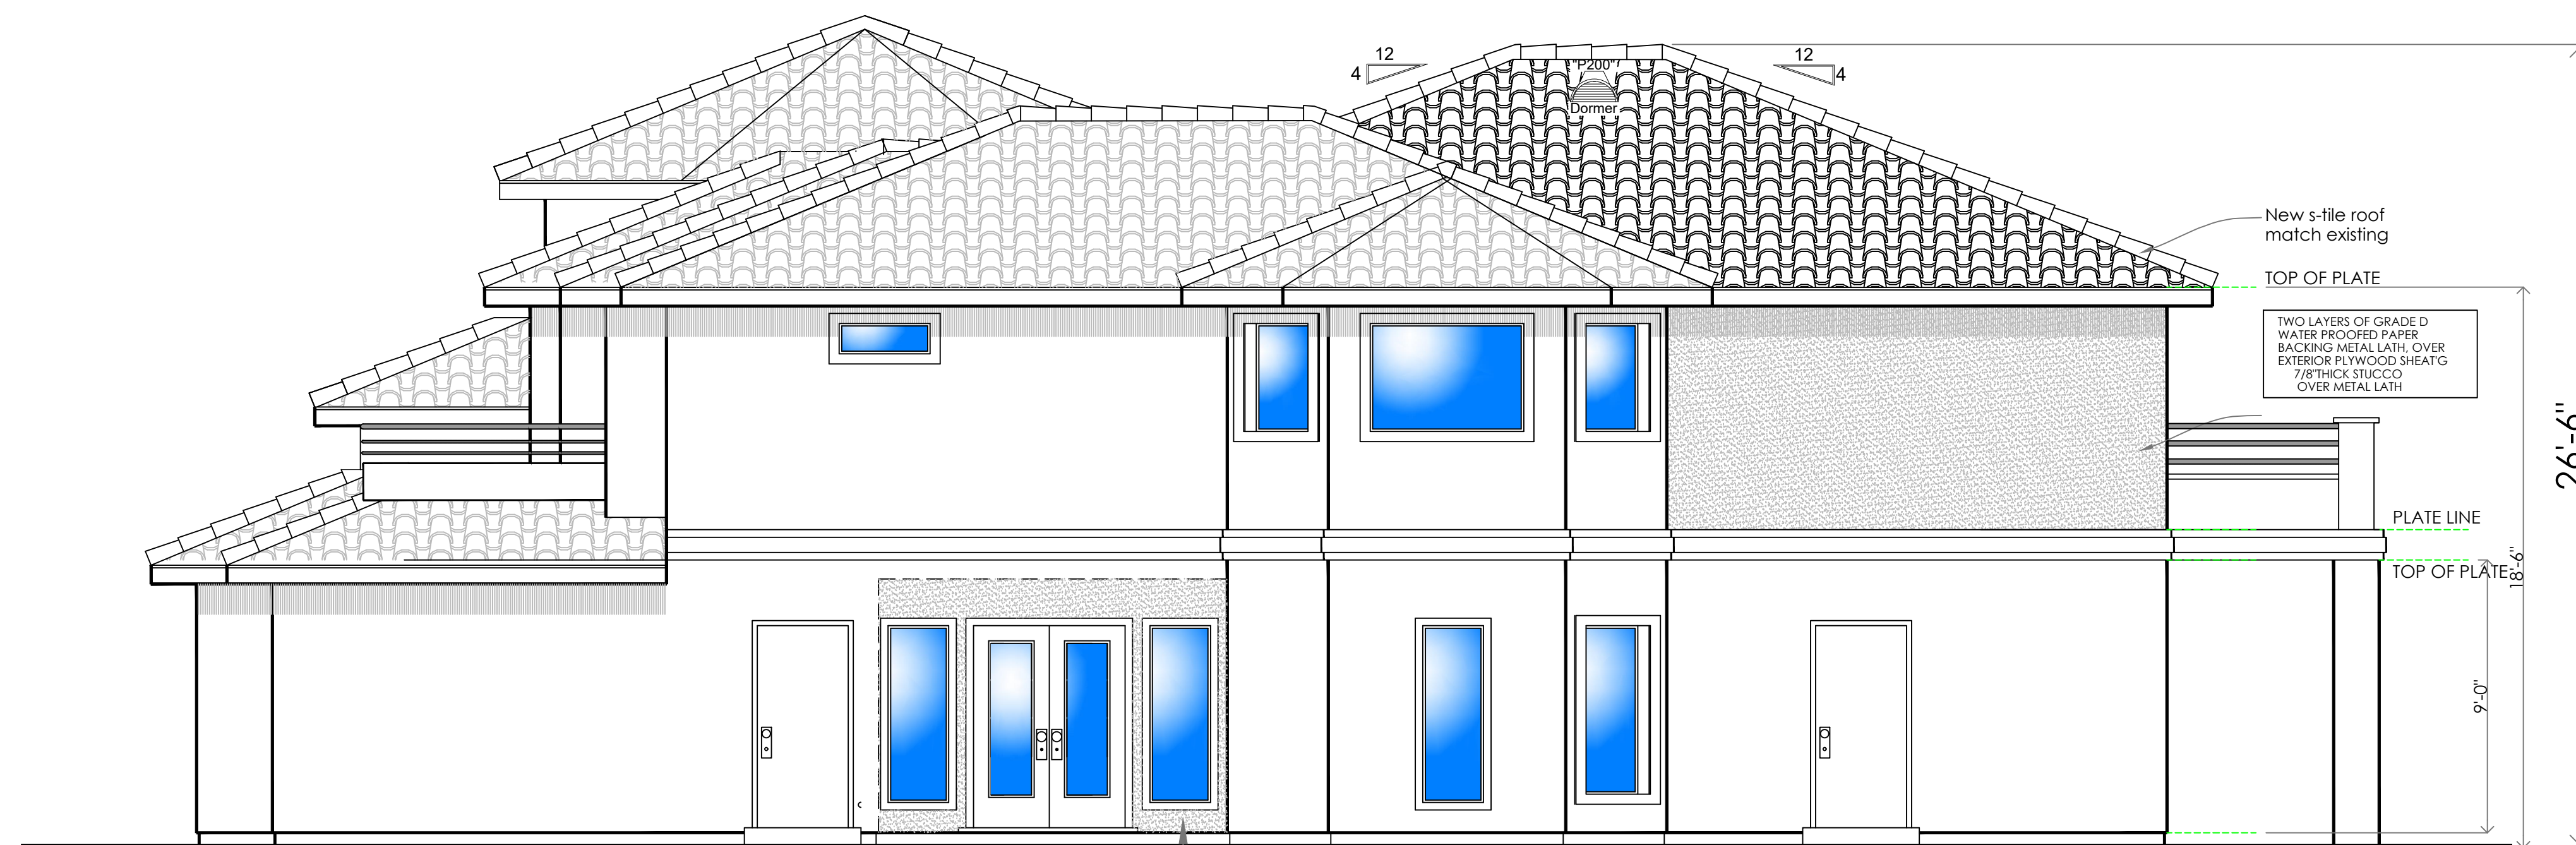 12
4
"P200"
Dormer
12
4
New s-tile roof
match existing
TOP OF PLATE
TWO LAYERS OF GRADE D
WATER PROOFED PAPER
BACKING METAL LATH, OVER
EXTERIOR PLYWOOD SHEAT'G
7/8"THICK STUCCO
OVER METAL LATH
26'-6"
PLATE LINE
TOP OF PLATE
18'-6"
9'-0"